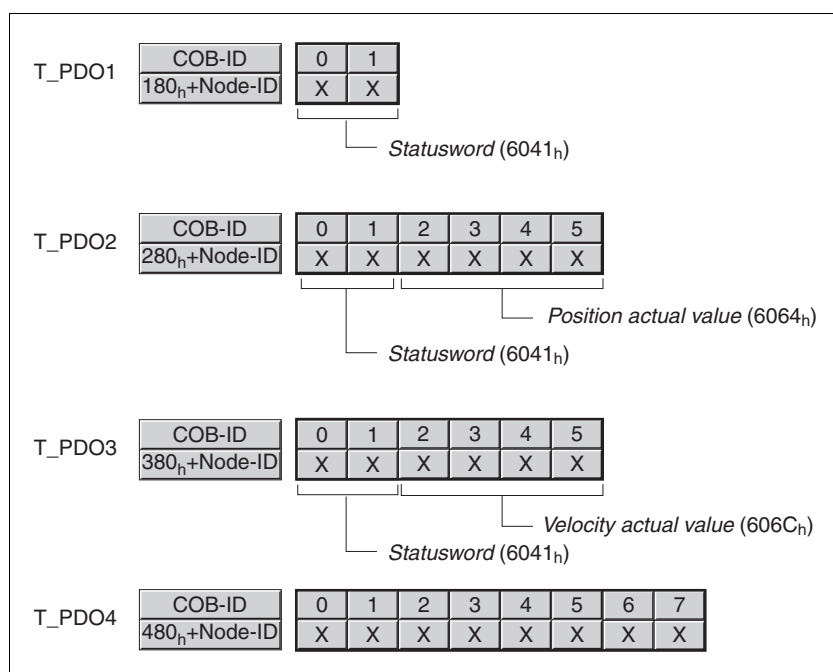 T_PDO1 COB-ID 0 1
180h+Node-ID X X
Statusword (6041h)
T_PDO2 COB-ID 0 1 2 3 4 5
280h+Node-ID X X X X X X
Position actual value (6064h)
Statusword (6041h)
T_PDO3 COB-ID 0 1 2 3 4 5
380h+Node-ID X X X X X X
Velocity actual value (606Ch)
Statusword (6041h)
T_PDO4 COB-ID 0 1 2 3 4 5 6 7
480h+Node-ID X X X X X X X X